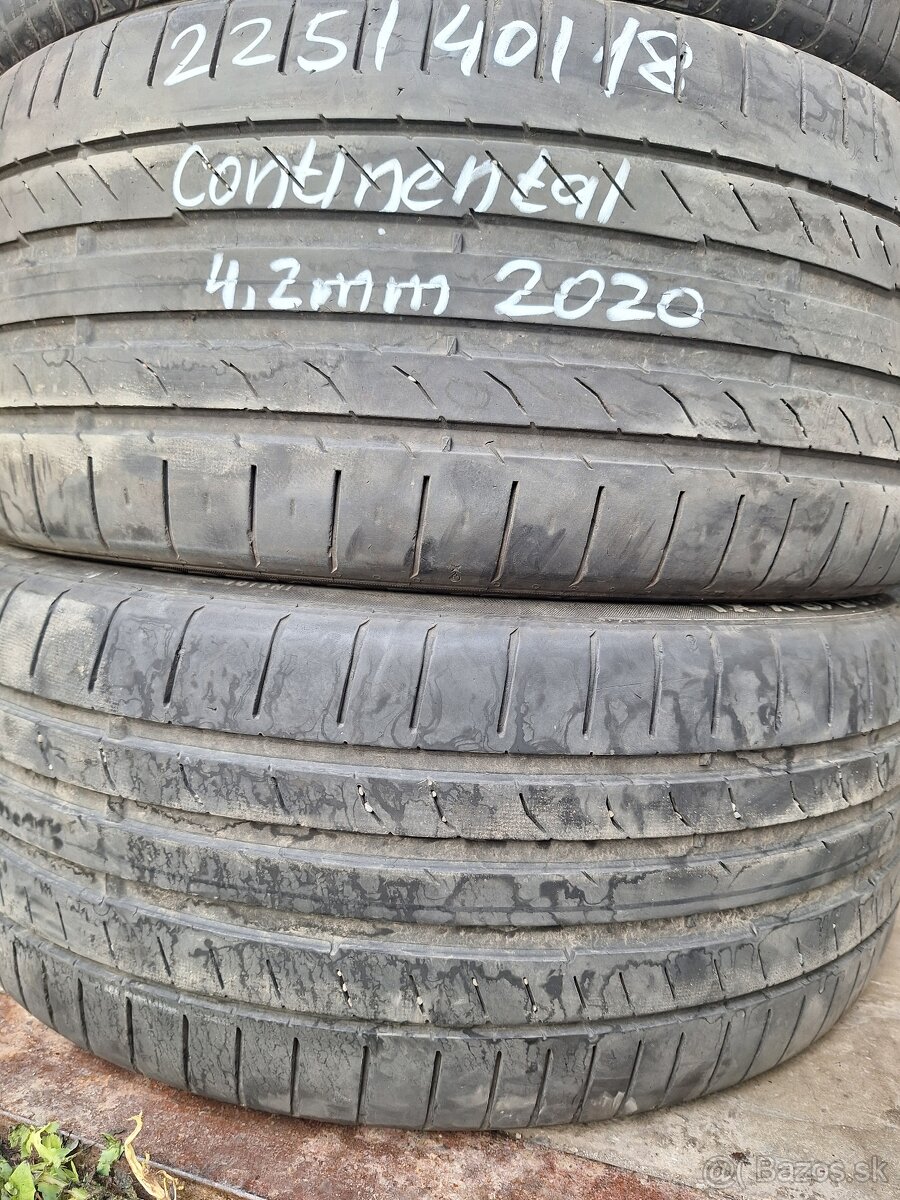 225/40/18
Continental
4,2mm 2020
@ Bazos.sk